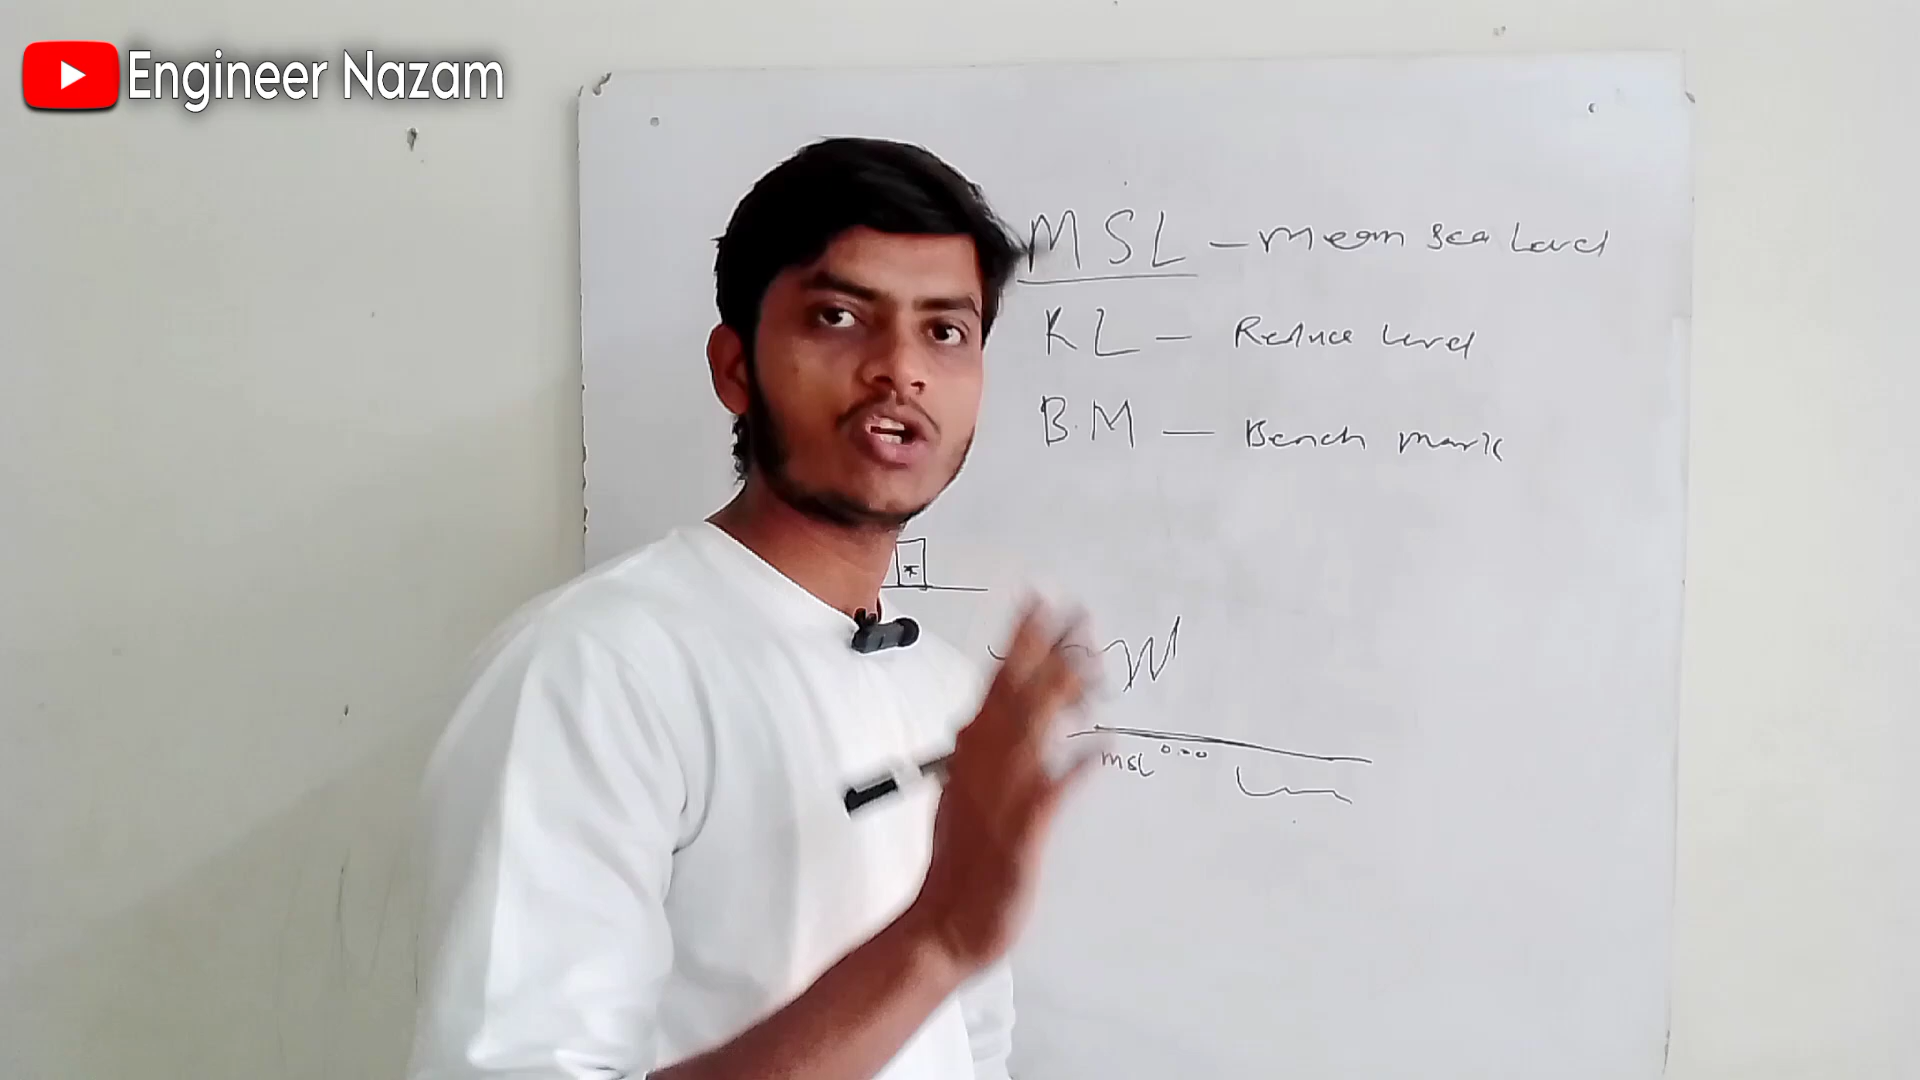 Engineer Nazam
MSL - Mean Sea Level
RL - Reduce Level
B.M - Bench mark
MSL 0.00